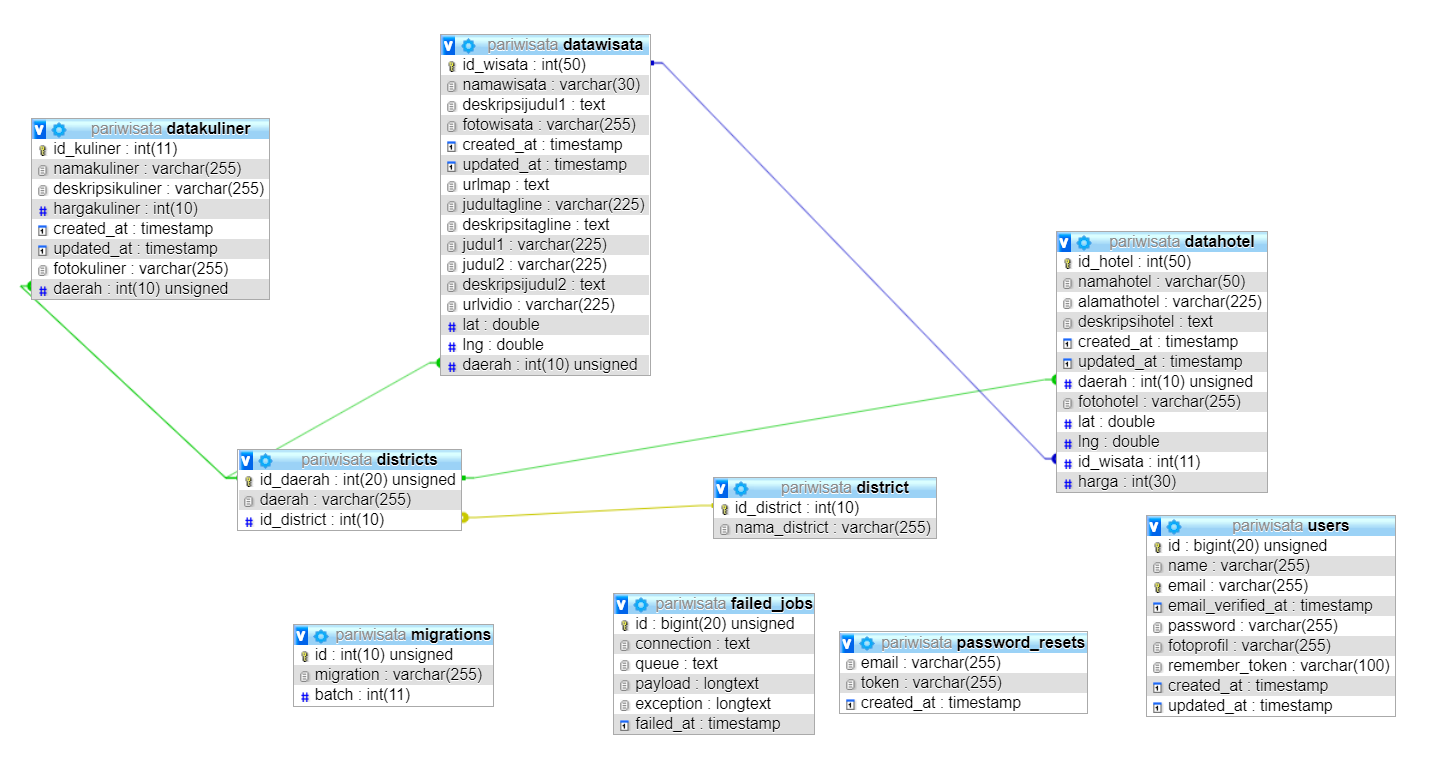 pariwisata datawisata
id_wisata : int(50)
namawisata : varchar(30)
deskripsijudul1 : text
fotowisata : varchar(255)
created_at : timestamp
updated_at : timestamp
urlmap : text
judultagline : varchar(225)
deskripsitagline : text
judul1 : varchar(225)
judul2 : varchar(225)
deskripsijudul2 : text
urlvidio : varchar(225)
lat : double
lng : double
daerah : int(10) unsigned
pariwisata datakuliner
id_kuliner : int(11)
namakuliner : varchar(255)
deskripsikuliner : varchar(255)
hargakuliner : int(10)
created_at : timestamp
updated_at : timestamp
fotokuliner : varchar(255)
daerah : int(10) unsigned
pariwisata datahotel
id_hotel : int(50)
namahotel : varchar(50)
alamathotel : varchar(225)
deskripsihotel : text
created_at : timestamp
updated_at : timestamp
daerah : int(10) unsigned
fotohotel : varchar(255)
lat : double
lng : double
id_wisata : int(11)
harga : int(30)
pariwisata districts
id_daerah : int(20) unsigned
daerah : varchar(255)
id_district : int(10)
pariwisata district
id_district : int(10)
nama_district : varchar(255)
pariwisata users
id : bigint(20) unsigned
name : varchar(255)
email : varchar(255)
email_verified_at : timestamp
password : varchar(255)
fotoprofil : varchar(255)
remember_token : varchar(100)
created_at : timestamp
updated_at : timestamp
pariwisata migrations
id : int(10) unsigned
migration : varchar(255)
batch : int(11)
pariwisata failed_jobs
id : bigint(20) unsigned
connection : text
queue : text
payload : longtext
exception : longtext
failed_at : timestamp
pariwisata password_resets
email : varchar(255)
token : varchar(255)
created_at : timestamp